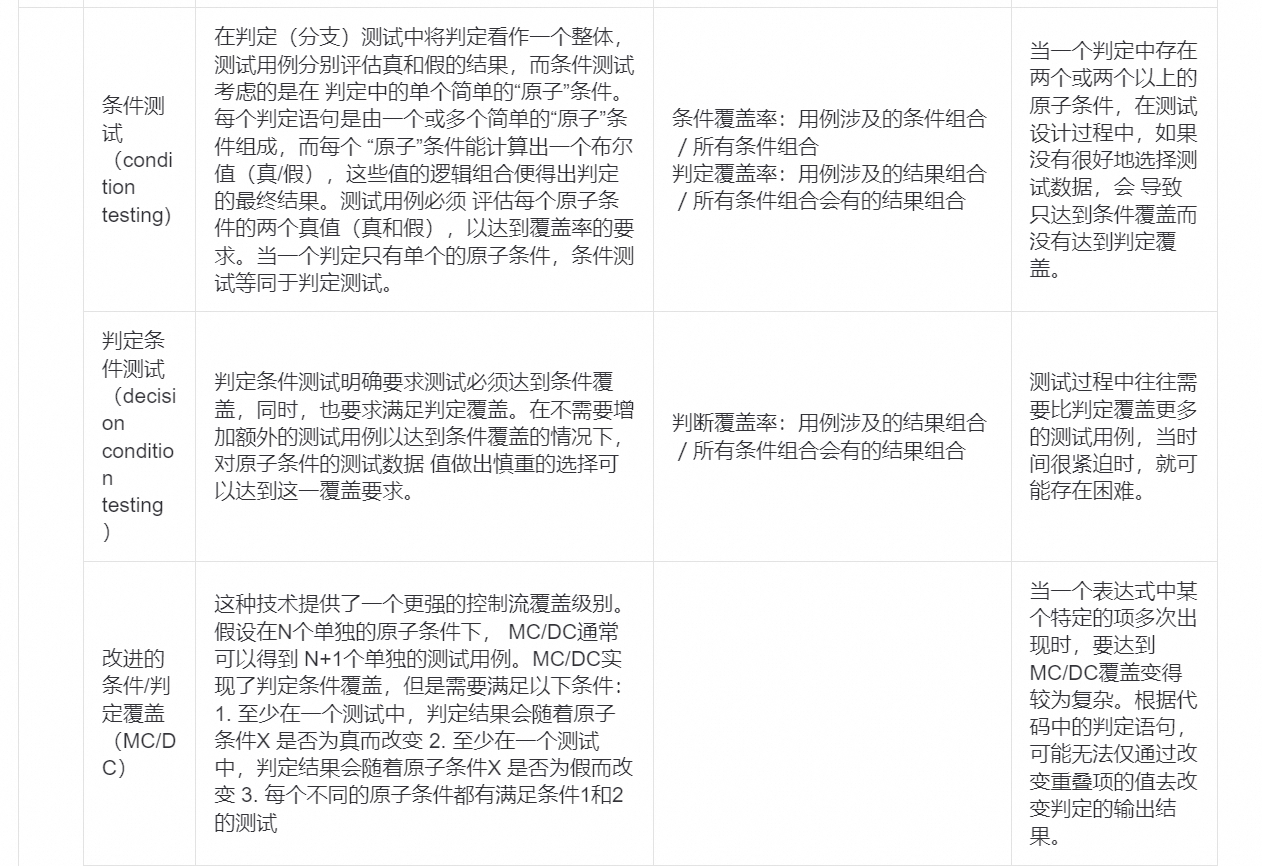 条件测
试
（condi
tion
testing)
在判定（分支）测试中将判定看作一个整体，
测试用例分别评估真和假的结果，而条件测试
考虑的是在 判定中的单个简单的“原子”条件。
每个判定语句是由一个或多个简单的“原子”条
件组成，而每个 “原子”条件能计算出一个布尔
值（真/假），这些值的逻辑组合便得出判定
的最终结果。测试用例必须 评估每个原子条
件的两个真值（真和假），以达到覆盖率的要
求。当一个判定只有单个的原子条件，条件测
试等同于判定测试。
条件覆盖率：用例涉及的条件组合
/ 所有条件组合
判定覆盖率：用例涉及的结果组合
/ 所有条件组合会有的结果组合
当一个判定中存在
两个或两个以上的
原子条件，在测试
设计过程中，如果
没有很好地选择测
试数据，会 导致
只达到条件覆盖而
没有达到判定覆
盖。
判定条
件测试
（decisi
on
conditio
n
testing
）
判定条件测试明确要求测试必须达到条件覆
盖，同时，也要求满足判定覆盖。在不需要增
加额外的测试用例以达到条件覆盖的情况下，
对原子条件的测试数据 值做出慎重的选择可
以达到这一覆盖要求。
判断覆盖率：用例涉及的结果组合
/ 所有条件组合会有的结果组合
测试过程中往往需
要比判定覆盖更多
的测试用例，当时
间很紧迫时，就可
能存在困难。
改进的
条件/判
定覆盖
（MC/D
C）
这种技术提供了一个更强的控制流覆盖级别。
假设在N个单独的原子条件下， MC/DC通常
可以得到 N+1个单独的测试用例。MC/DC实
现了判定条件覆盖，但是需要满足以下条件：
1. 至少在一个测试中，判定结果会随着原子
条件X 是否为真而改变 2. 至少在一个测试
中，判定结果会随着原子条件X 是否为假而改
变 3. 每个不同的原子条件都有满足条件1和2
的测试
当一个表达式中某
个特定的项多次出
现时，要达到
MC/DC覆盖变得
较为复杂。根据代
码中的判定语句，
可能无法仅通过改
变重叠项的值去改
变判定的输出结
果。